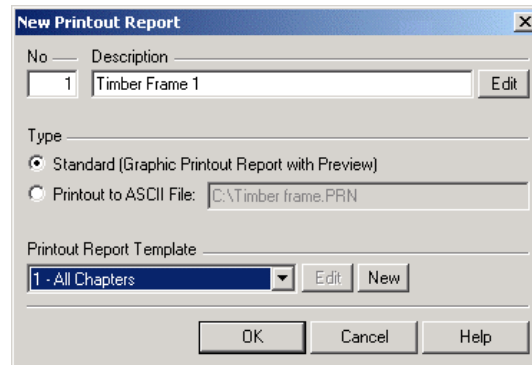 New Printout Report
No Description
1 Timber Frame 1 Edit
Type
Standard (Graphic Printout Report with Preview)
Printout to ASCII File: C:\Timber frame.PRN
Printout Report Template
1 - All Chapters Edit New
OK Cancel Help